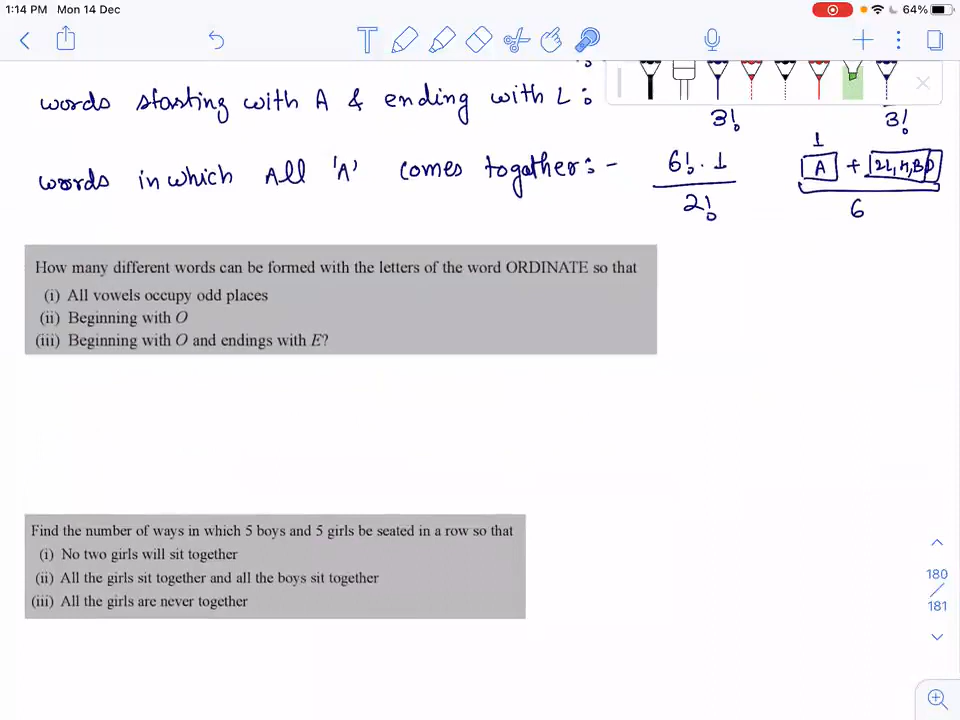 1:14 PM Mon 14 Dec
64%
words starting with A & ending with L :
3!
3!
words in which All 'A' comes together :-
6! . 1
2!
1
A +
6
How many different words can be formed with the letters of the word ORDINATE so that
(i) All vowels occupy odd places
(ii) Beginning with O
(iii) Beginning with O and endings with E?
Find the number of ways in which 5 boys and 5 girls be seated in a row so that
(i) No two girls will sit together
(ii) All the girls sit together and all the boys sit together
(iii) All the girls are never together
180
181